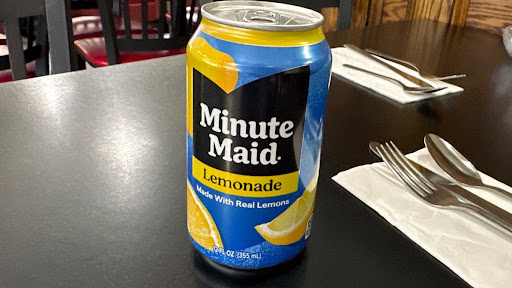 Minute
Maid
Lemonade
Made With Real Lemons
12 FL OZ (355 mL)